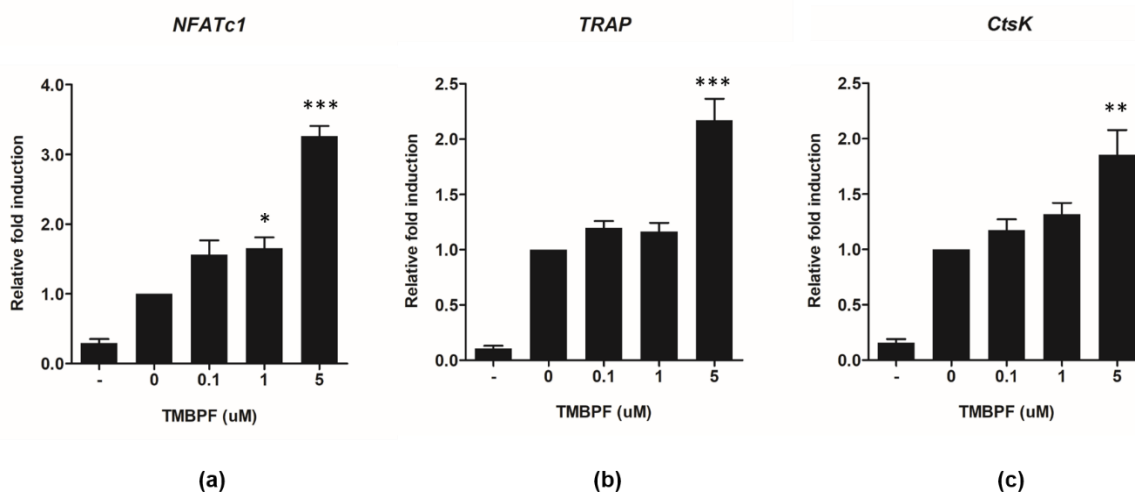 NFATc1
Relative fold induction
4.0
***
3.0
2.0
*
1.0
0.0
- 0 0.1 1 5
TMBPF (uM)
(a)
TRAP
Relative fold induction
2.5
***
2.0
1.5
1.0
0.5
0.0
- 0 0.1 1 5
TMBPF (uM)
(b)
CtsK
Relative fold induction
2.5
**
2.0
1.5
1.0
0.5
0.0
- 0 0.1 1 5
TMBPF (uM)
(c)